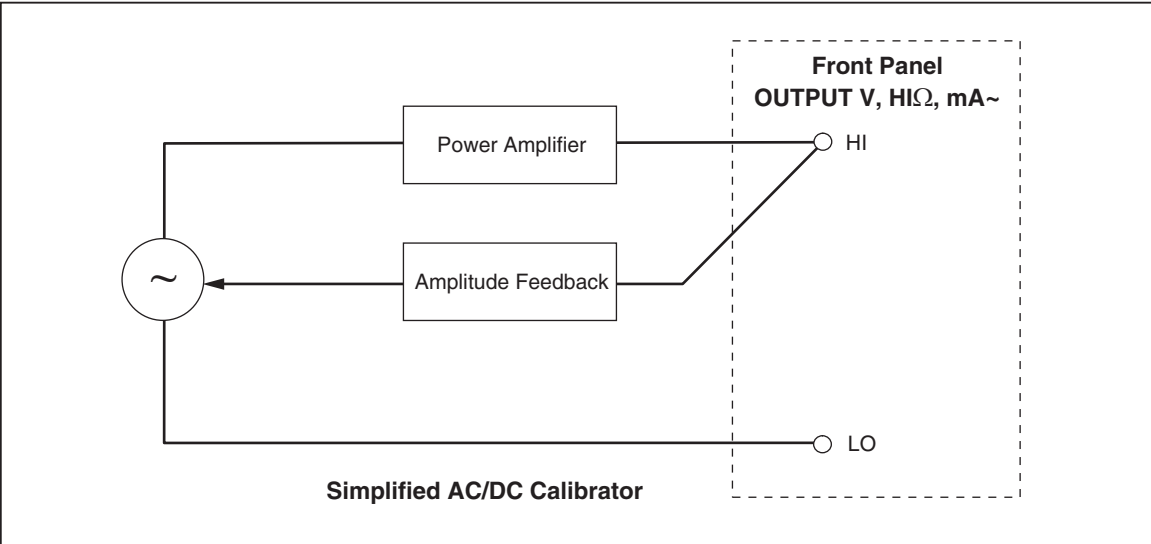 Front Panel
OUTPUT V, HIΩ, mA~
Power Amplifier
HI
~
Amplitude Feedback
LO
Simplified AC/DC Calibrator